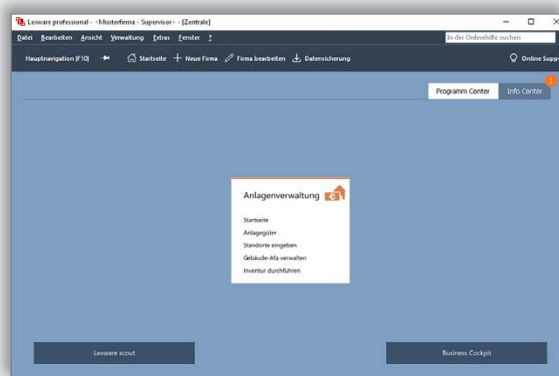 Lexware professional - <Musterfirma - Supervisor> - [Zentrale]
Datei Bearbeiten Ansicht Verwaltung Extras Fenster ?
In der Onlinehilfe suchen
Hauptnavigation [F10] Startseite Neue Firma Firma bearbeiten Datensicherung Online Supp
1
Programm Center Info Center
Anlagenverwaltung
Startseite
Anlagegüter
Standorte eingeben
Gebäude-Afa verwalten
Inventur durchführen
Lexware scout Business Cockpit